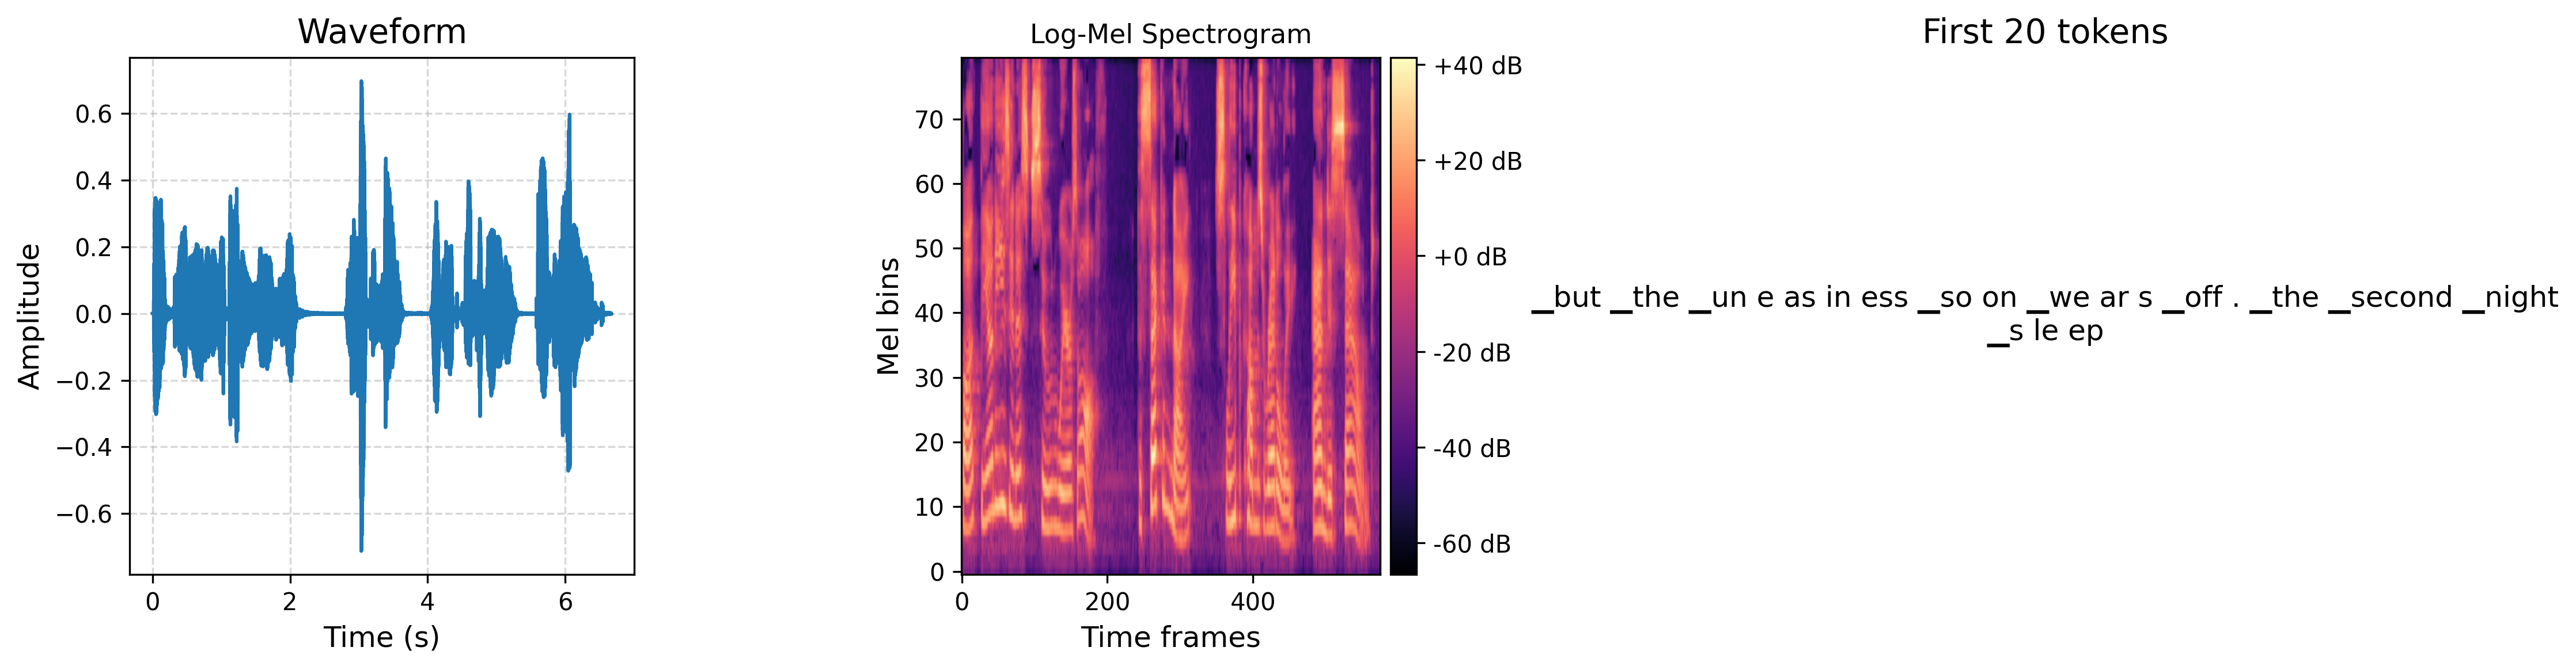 Waveform
Amplitude
0.6
0.4
0.2
0.0
−0.2
−0.4
−0.6
0 2 4 6
Time (s)
Log-Mel Spectrogram
Mel bins
70
60
50
40
30
20
10
0
0 200 400
Time frames
+40 dB
+20 dB
+0 dB
-20 dB
-40 dB
-60 dB
First 20 tokens
▁but ▁the ▁un e as in ess ▁so on ▁we ar s ▁off . ▁the ▁second ▁night
▁s le ep